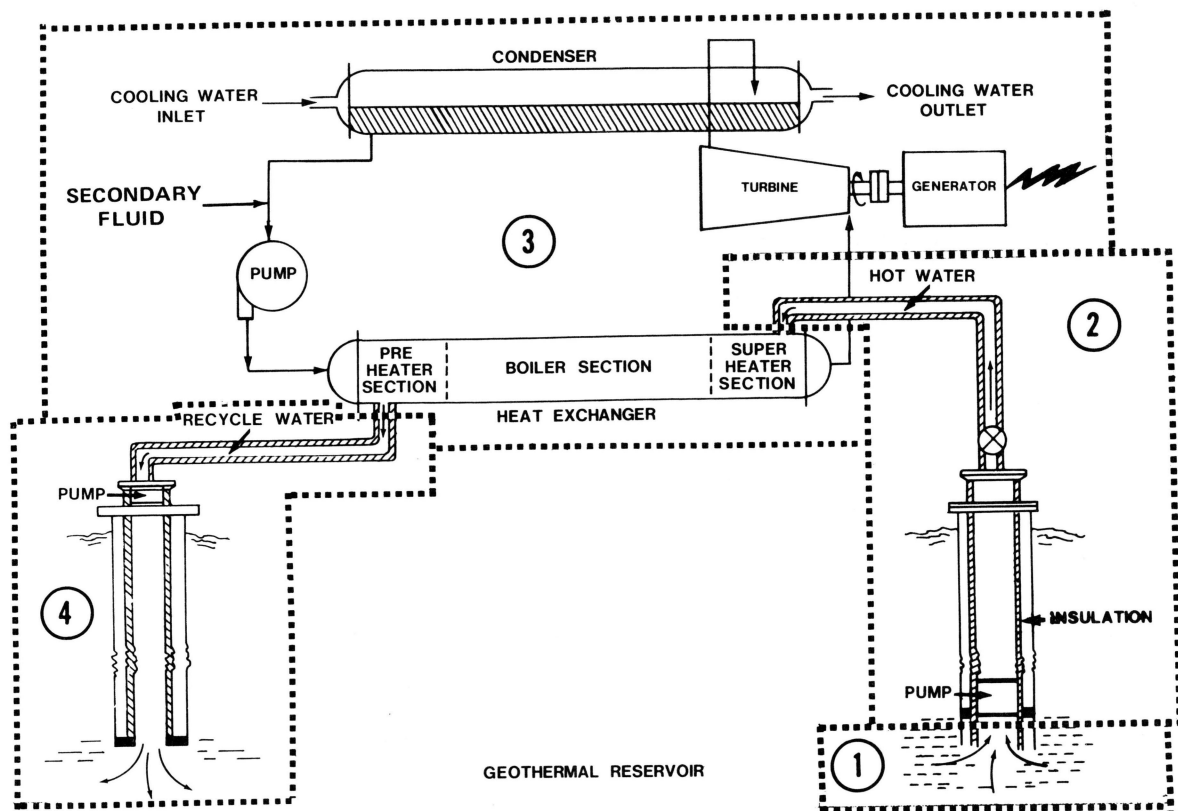 CONDENSER
COOLING WATER
INLET
COOLING WATER
OUTLET
SECONDARY
FLUID
TURBINE
GENERATOR
3
PUMP
HOT WATER
2
PRE
HEATER
SECTION
BOILER SECTION
SUPER
HEATER
SECTION
HEAT EXCHANGER
RECYCLE WATER
PUMP
4
INSULATION
PUMP
1
GEOTHERMAL RESERVOIR